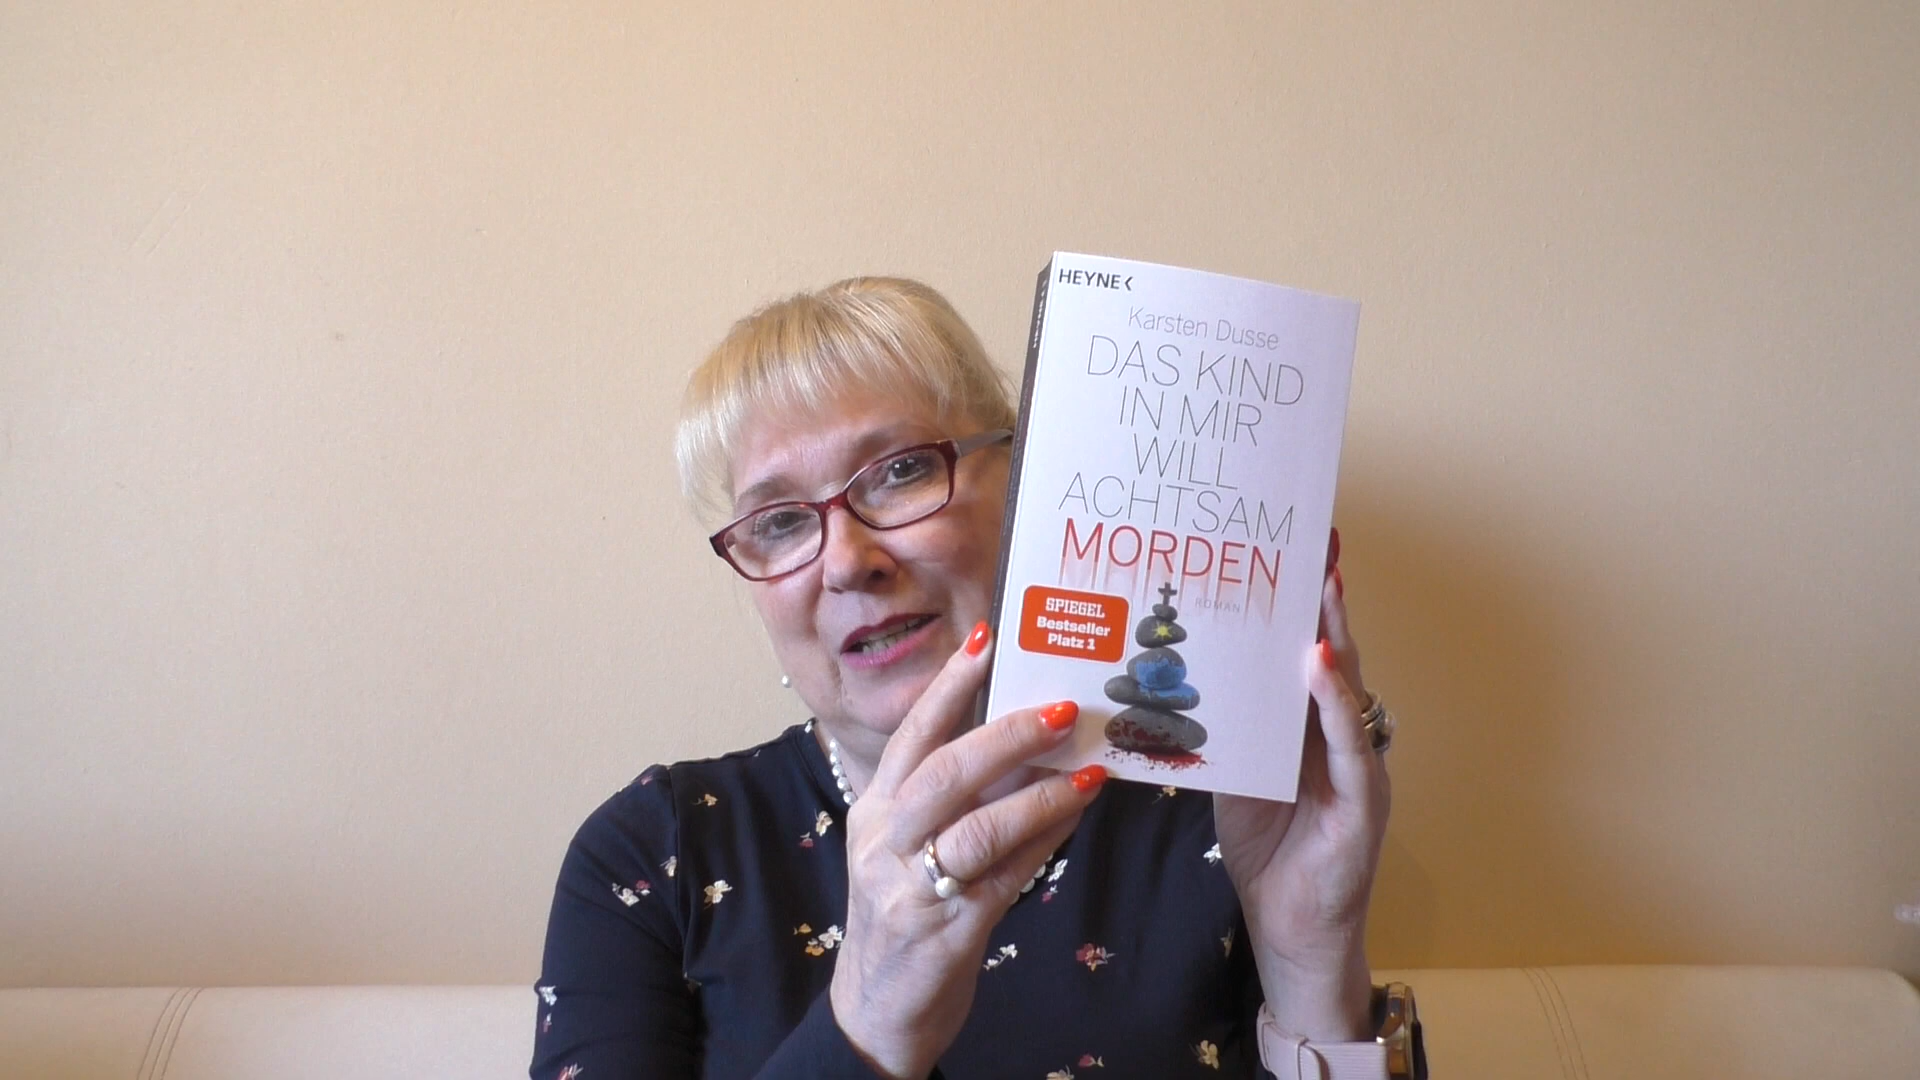 HEYNE
Karsten Dusse
DAS KIND
IN MIR
WILL
ACHTSAM
MORDEN
ROMAN
SPIEGEL
Bestseller
Platz 1